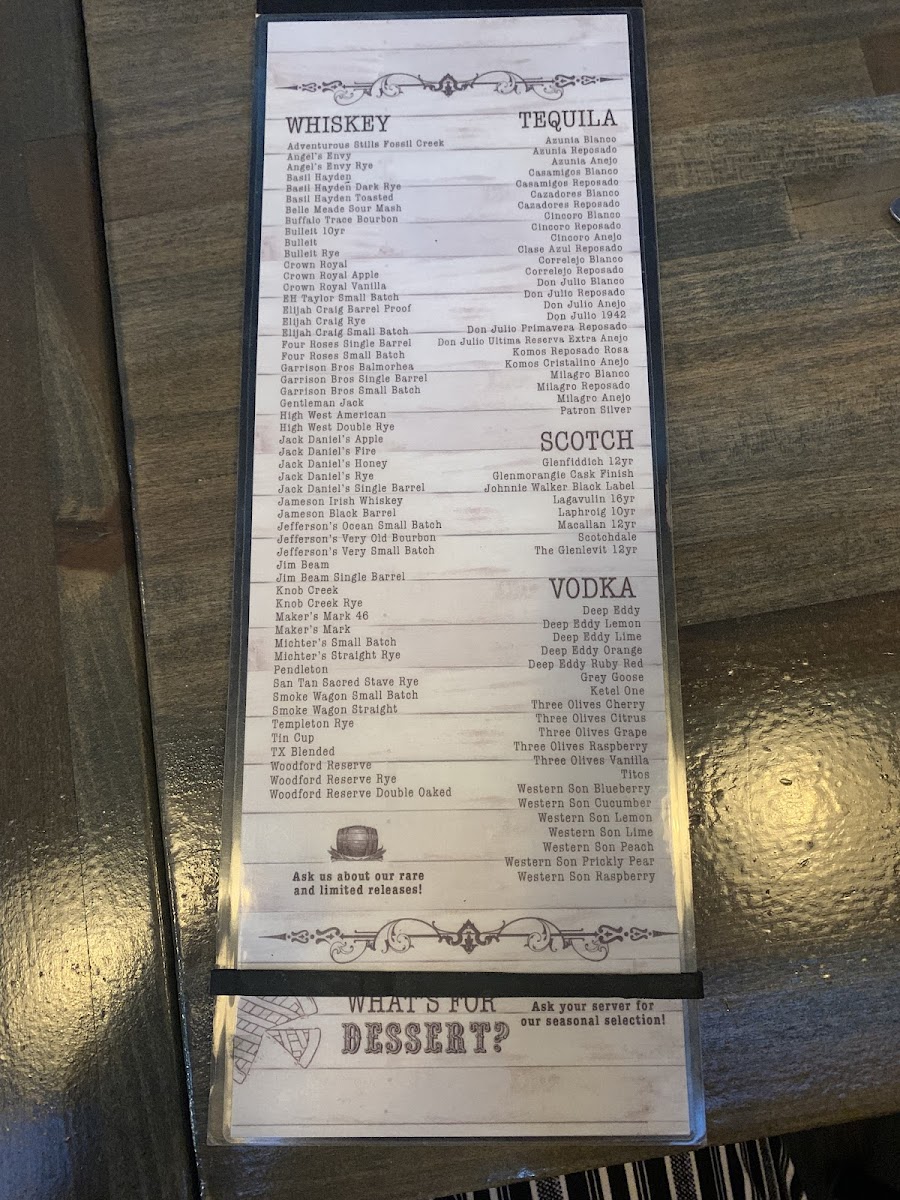 WHISKEY
Adventurous Stills Fossil Creek
Angel's Envy
Angel's Envy Rye
Basil Hayden
Basil Hayden Dark Rye
Basil Hayden Toasted
Belle Meade Sour Mash
Buffalo Trace Bourbon
Bulleit 10yr
Bulleit
Bulleit Rye
Crown Royal
Crown Royal Apple
Crown Royal Vanilla
EH Taylor Small Batch
Elijah Craig Barrel Proof
Elijah Craig Rye
Elijah Craig Small Batch
Four Roses Single Barrel
Four Roses Small Batch
Garrison Bros Balmorhea
Garrison Bros Single Barrel
Garrison Bros Small Batch
Gentleman Jack
High West American
High West Double Rye
Jack Daniel's Apple
Jack Daniel's Fire
Jack Daniel's Honey
Jack Daniel's Rye
Jack Daniel's Single Barrel
Jameson Irish Whiskey
Jameson Black Barrel
Jefferson's Ocean Small Batch
Jefferson's Very Old Bourbon
Jefferson's Very Small Batch
Jim Beam
Jim Beam Single Barrel
Knob Creek
Knob Creek Rye
Maker's Mark 46
Maker's Mark
Michter's Small Batch
Michter's Straight Rye
Pendleton
San Tan Sacred Stave Rye
Smoke Wagon Small Batch
Smoke Wagon Straight
Templeton Rye
Tin Cup
TX Blended
Woodford Reserve
Woodford Reserve Rye
Woodford Reserve Double Oaked
Ask us about our rare
and limited releases!
TEQUILA
Azunia Blanco
Azunia Reposado
Azunia Anejo
Casamigos Blanco
Casamigos Reposado
Cazadores Blanco
Cazadores Reposado
Cincoro Blanco
Cincoro Reposado
Cincoro Anejo
Clase Azul Reposado
Correlejo Blanco
Correlejo Reposado
Don Julio Blanco
Don Julio Reposado
Don Julio Anejo
Don Julio 1942
Don Julio Primavera Reposado
Don Julio Ultima Reserva Extra Anejo
Komos Reposado Rosa
Komos Cristalino Anejo
Milagro Blanco
Milagro Reposado
Milagro Anejo
Patron Silver
SCOTCH
Glenfiddich 12yr
Glenmorangie Cask Finish
Johnnie Walker Black Label
Lagavulin 16yr
Laphroig 10yr
Macallan 12yr
Scotchdale
The Glenlevit 12yr
VODKA
Deep Eddy
Deep Eddy Lemon
Deep Eddy Lime
Deep Eddy Orange
Deep Eddy Ruby Red
Grey Goose
Ketel One
Three Olives Cherry
Three Olives Citrus
Three Olives Grape
Three Olives Raspberry
Three Olives Vanilla
Titos
Western Son Blueberry
Western Son Cucumber
Western Son Lemon
Western Son Lime
Western Son Peach
Western Son Prickly Pear
Western Son Raspberry
WHAT'S FOR
DESSERT?
Ask your server for
our seasonal selection!